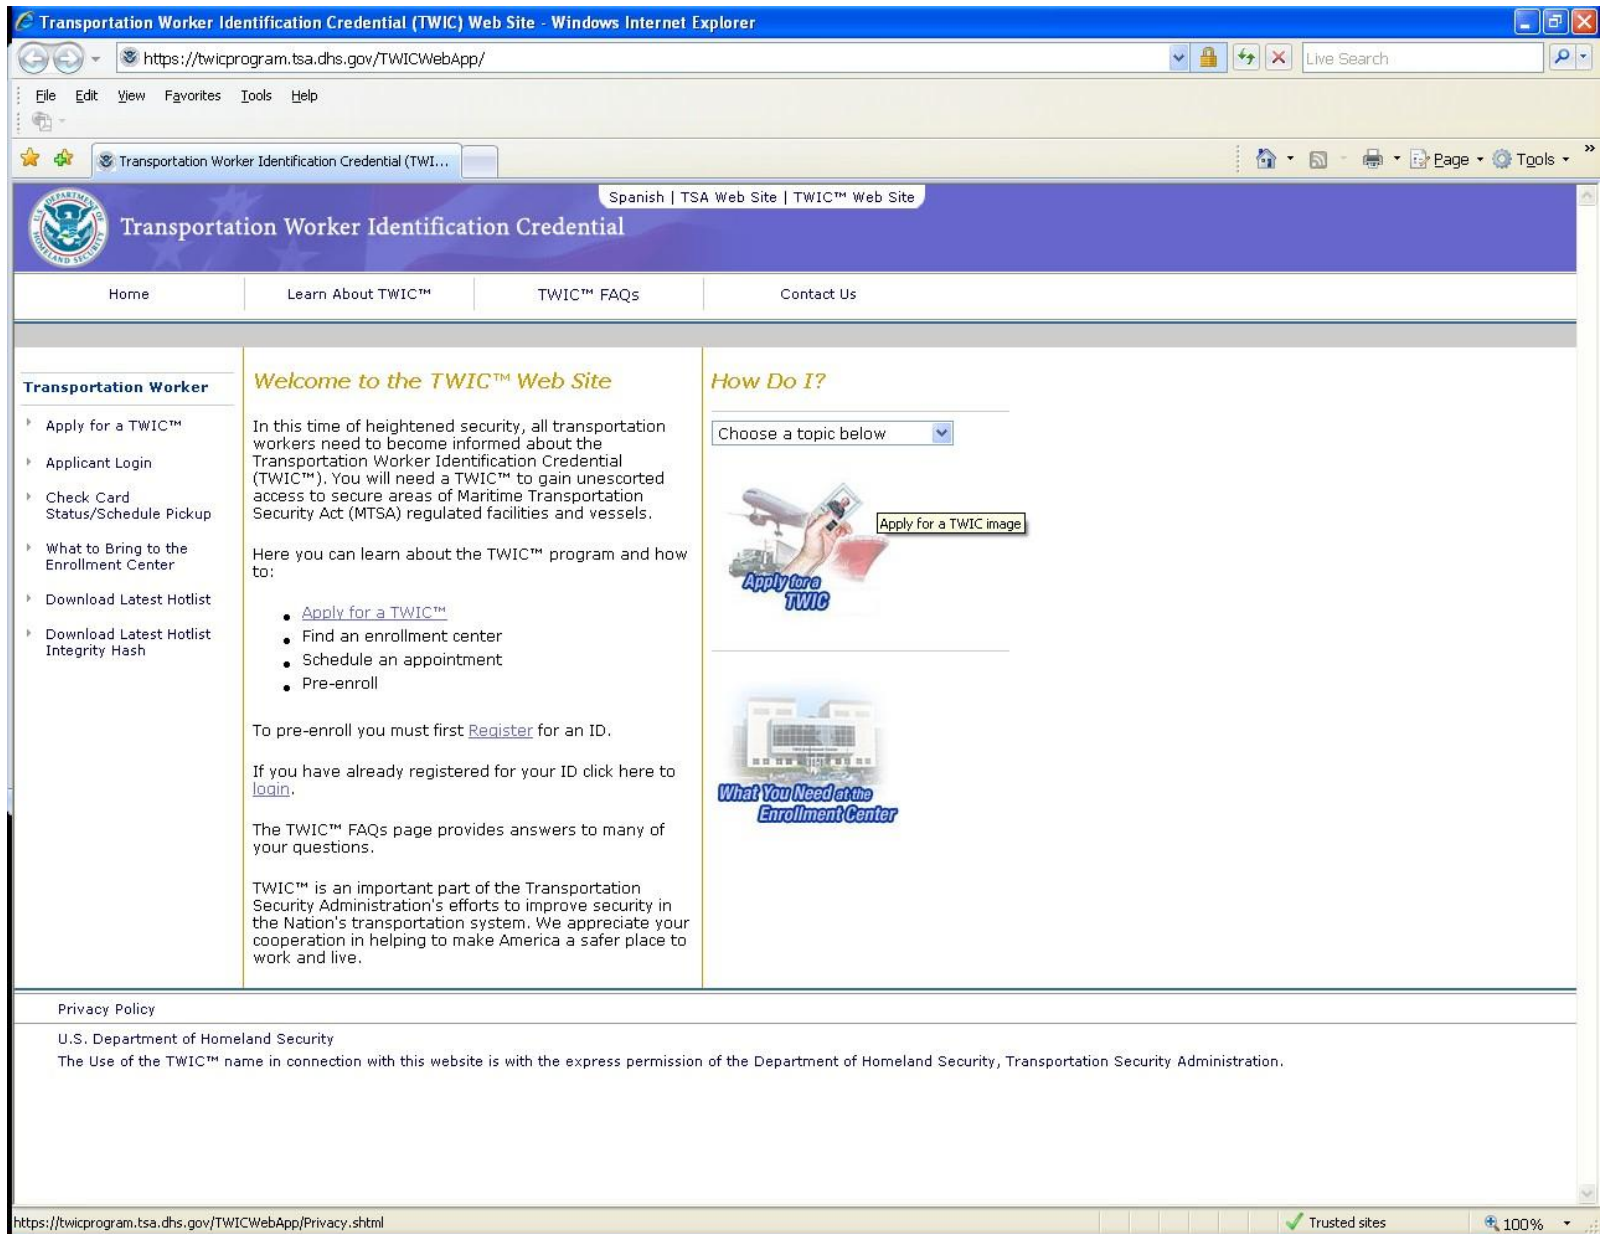 Transportation Worker Identification Credential (TWIC) Web Site - Windows Internet Explorer
https://twicprogram.tsa.dhs.gov/TWICWebApp/
Live Search
File Edit View Favorites Tools Help
Transportation Worker Identification Credential (TWI...
Page Tools »
Spanish | TSA Web Site | TWIC™ Web Site
Transportation Worker Identification Credential
Home Learn About TWIC™ TWIC™ FAQs Contact Us
Transportation Worker
Apply for a TWIC™
Applicant Login
Check Card
Status/Schedule Pickup
What to Bring to the
Enrollment Center
Download Latest Hotlist
Download Latest Hotlist
Integrity Hash
Welcome to the TWIC™ Web Site
In this time of heightened security, all transportation
workers need to become informed about the
Transportation Worker Identification Credential
(TWIC™). You will need a TWIC™ to gain unescorted
access to secure areas of Maritime Transportation
Security Act (MTSA) regulated facilities and vessels.
Here you can learn about the TWIC™ program and how
to:
Apply for a TWIC™
Find an enrollment center
Schedule an appointment
Pre-enroll
To pre-enroll you must first Register for an ID.
If you have already registered for your ID click here to
login.
The TWIC™ FAQs page provides answers to many of
your questions.
TWIC™ is an important part of the Transportation
Security Administration's efforts to improve security in
the Nation's transportation system. We appreciate your
cooperation in helping to make America a safer place to
work and live.
How Do I?
Choose a topic below
Apply for a TWIC image
Apply for a
TWIC
What You Need at the
Enrollment Center
Privacy Policy
U.S. Department of Homeland Security
The Use of the TWIC™ name in connection with this website is with the express permission of the Department of Homeland Security, Transportation Security Administration.
https://twicprogram.tsa.dhs.gov/TWICWebApp/Privacy.shtml
Trusted sites
100%